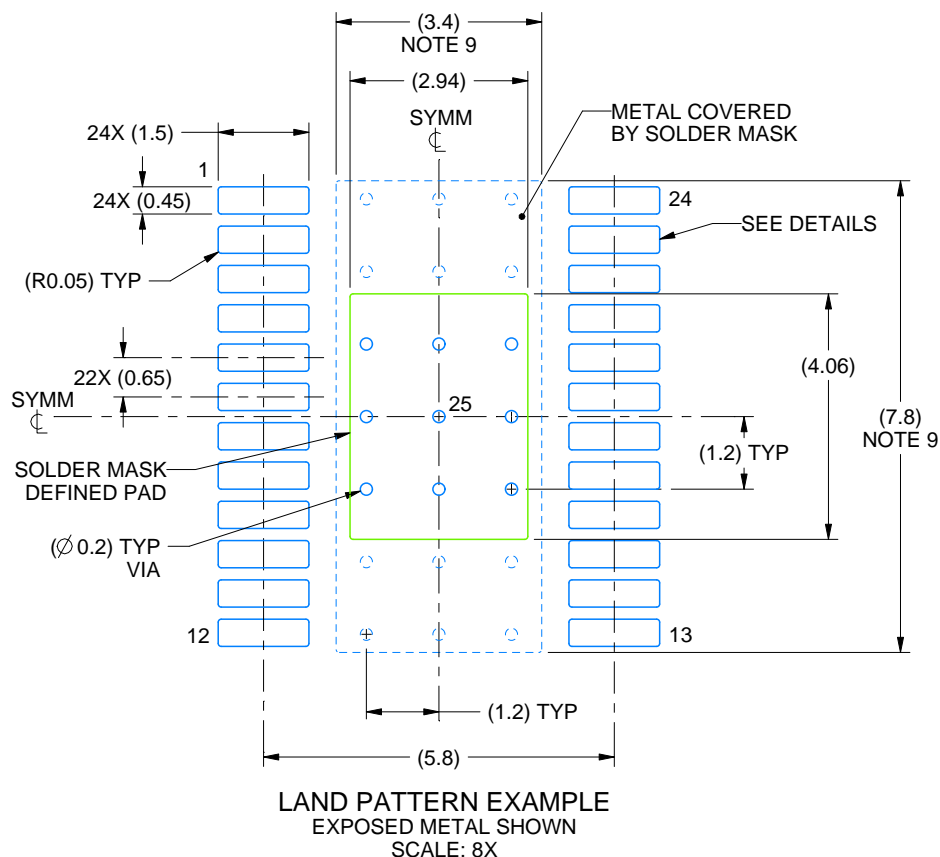 (3.4)
NOTE 9
(2.94)
SYMM
℄
METAL COVERED
BY SOLDER MASK
24X (1.5)
1
24X (0.45)
24
SEE DETAILS
(R0.05) TYP
22X (0.65)
(4.06)
SYMM
℄
25
(7.8)
NOTE 9
(1.2) TYP
SOLDER MASK
DEFINED PAD
(∅ 0.2) TYP
VIA
12
13
(1.2) TYP
(5.8)
LAND PATTERN EXAMPLE
EXPOSED METAL SHOWN
SCALE: 8X